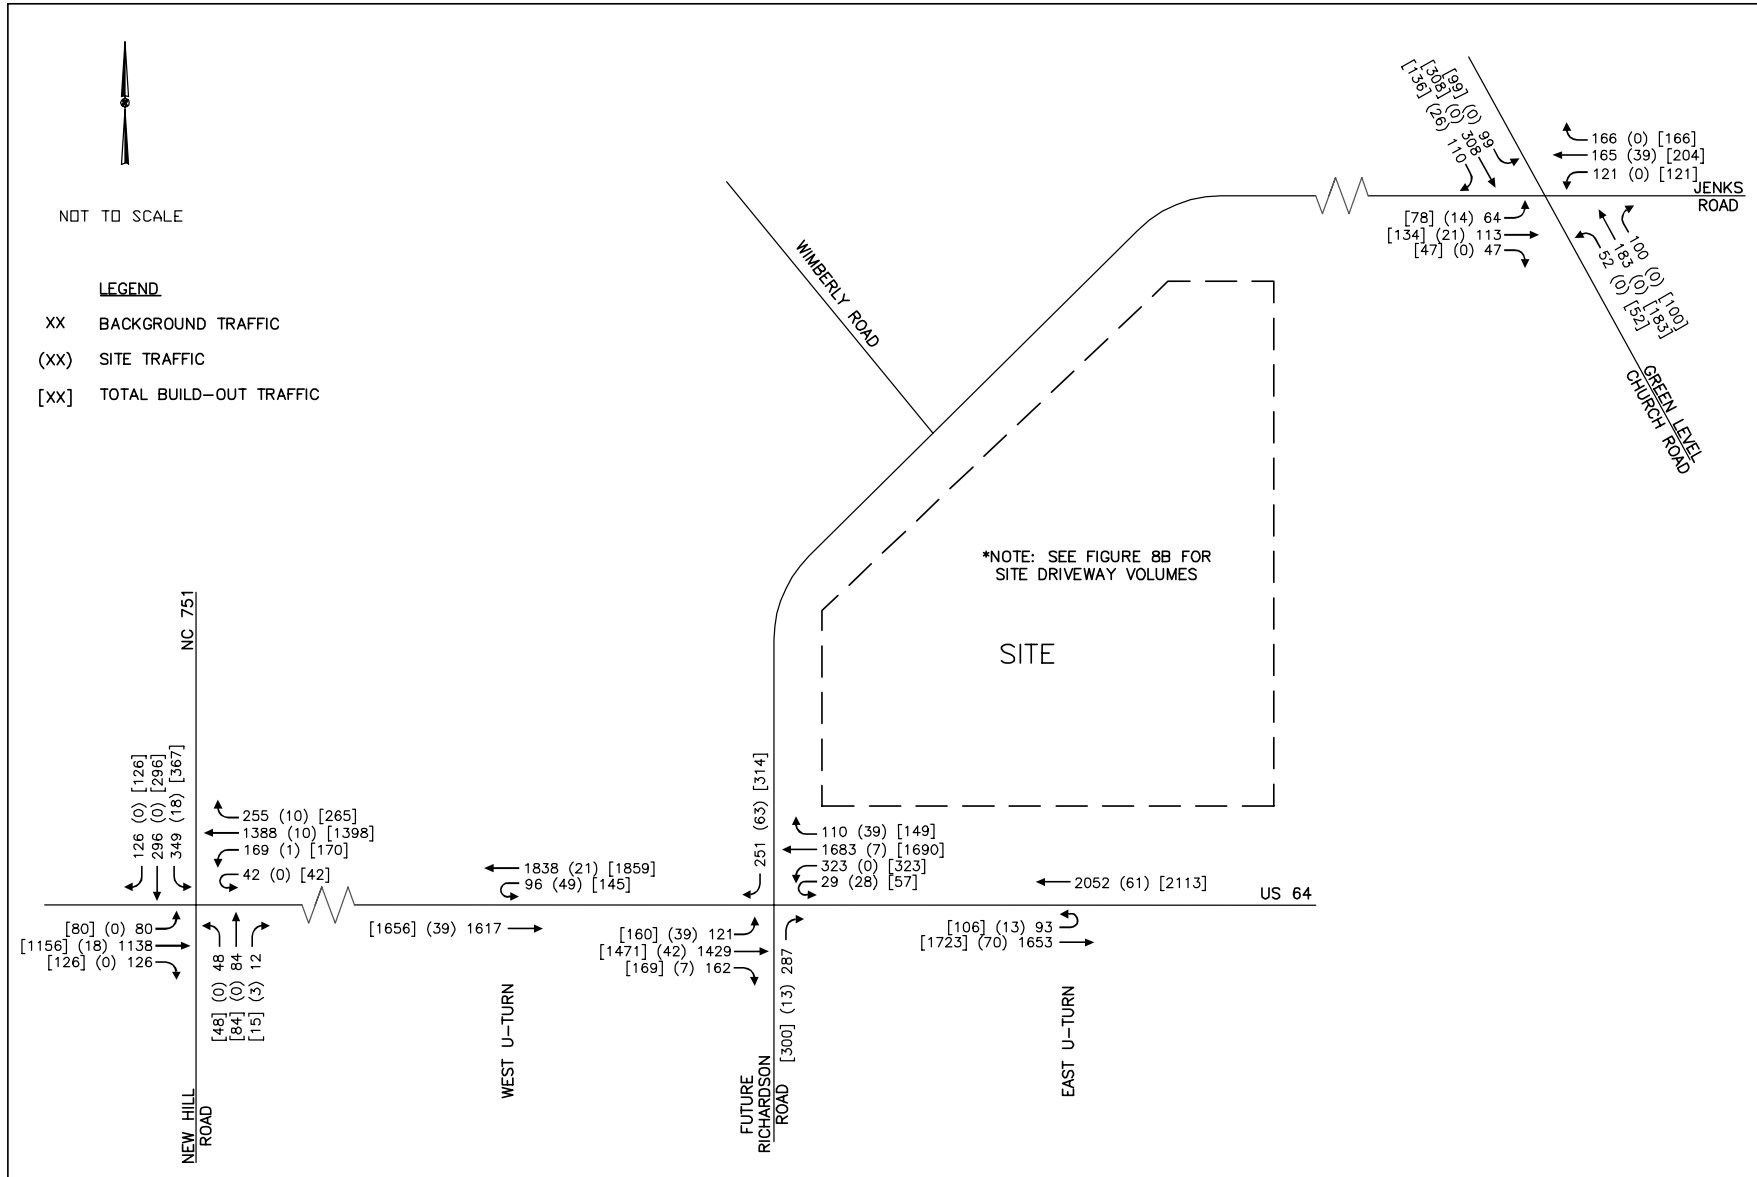 NOT TO SCALE
LEGEND
XX BACKGROUND TRAFFIC
(XX) SITE TRAFFIC
[XX] TOTAL BUILD-OUT TRAFFIC
WIMBERLY ROAD
[99] (0) 99
[308] (0) 308
[136] (26) 110
166 (0) [166]
165 (39) [204]
121 (0) [121]
JENKS
ROAD
[78] (14) 64
[134] (21) 113
[47] (0) 47
100 (0) [100]
183 (0) [183]
52 (0) [52]
GREEN LEVEL
CHURCH ROAD
*NOTE: SEE FIGURE 8B FOR
SITE DRIVEWAY VOLUMES
SITE
NC 751
126 (0) [126]
296 (0) [296]
349 (18) [367]
255 (10) [265]
1388 (10) [1398]
169 (1) [170]
42 (0) [42]
[80] (0) 80
[1156] (18) 1138
[126] (0) 126
[48] (0) 48
[84] (0) 84
[15] (3) 12
NEW HILL
ROAD
1838 (21) [1859]
96 (49) [145]
[1656] (39) 1617
WEST U-TURN
251 (63) [314]
110 (39) [149]
1683 (7) [1690]
323 (0) [323]
29 (28) [57]
[160] (39) 121
[1471] (42) 1429
[169] (7) 162
[300] (13) 287
FUTURE
RICHARDSON
ROAD
2052 (61) [2113]
US 64
[106] (13) 93
[1723] (70) 1653
EAST U-TURN